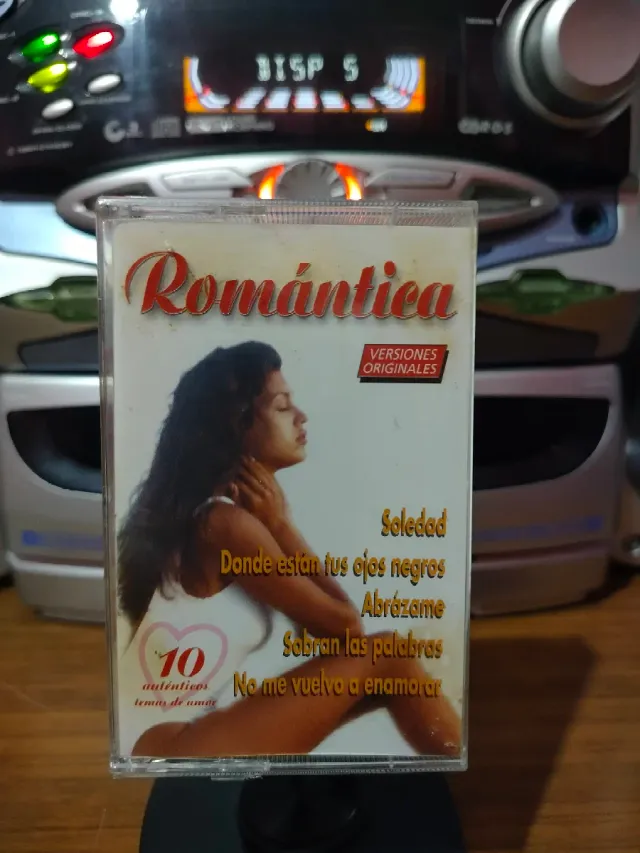 DISP 5
Romántica
VERSIONES
ORIGINALES
Soledad
Donde están tus ojos negros
Abrázame
Sobran las palabras
No me vuelvo a enamorar
10
auténticos
temas de amor